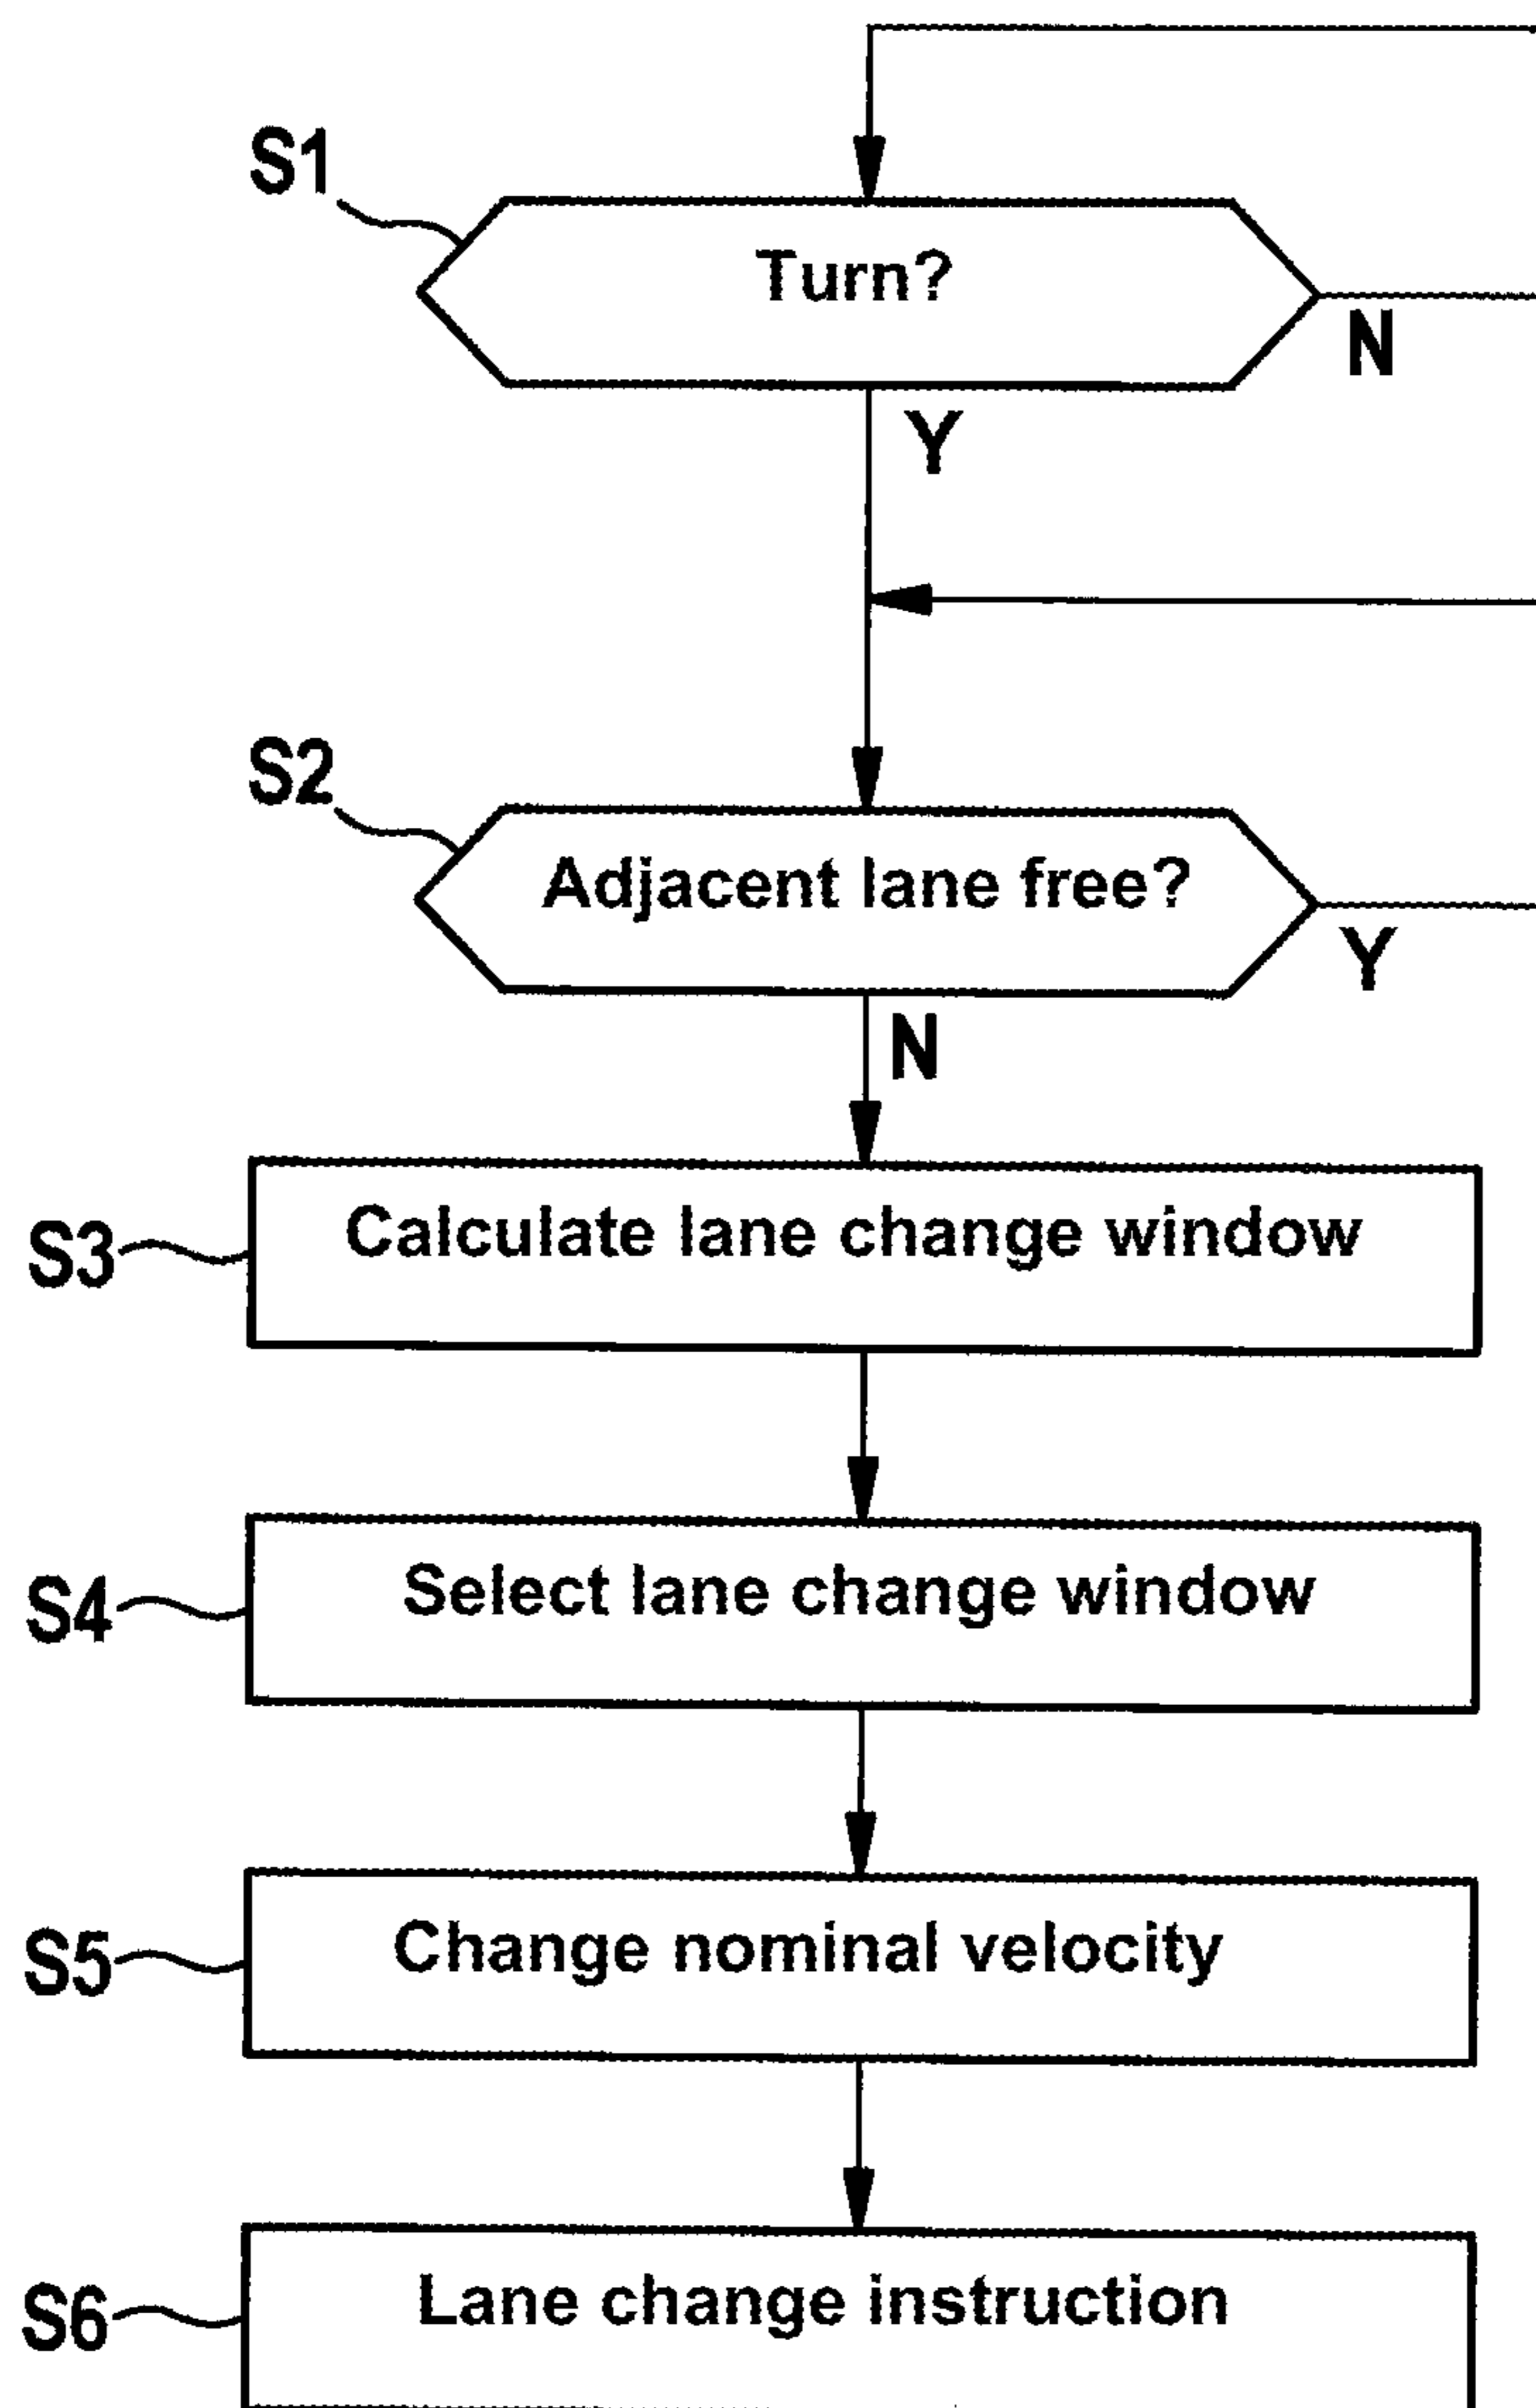 S1
Turn?
N
Y
S2
Adjacent lane free?
Y
N
S3
Calculate lane change window
S4
Select lane change window
S5
Change nominal velocity
S6
Lane change instruction